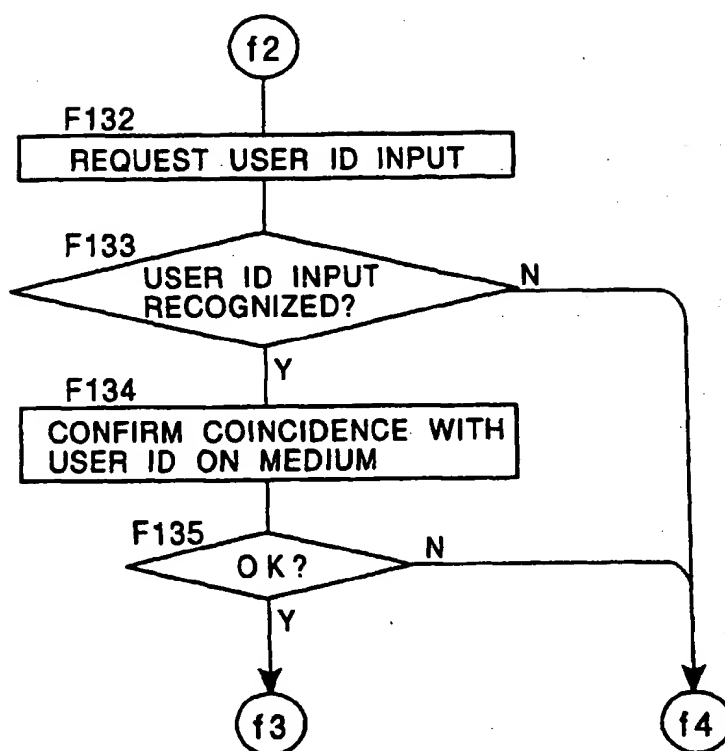 f2
F132
REQUEST USER ID INPUT
F133
USER ID INPUT
RECOGNIZED?
N
Y
F134
CONFIRM COINCIDENCE WITH
USER ID ON MEDIUM
F135
OK?
N
Y
f3
f4